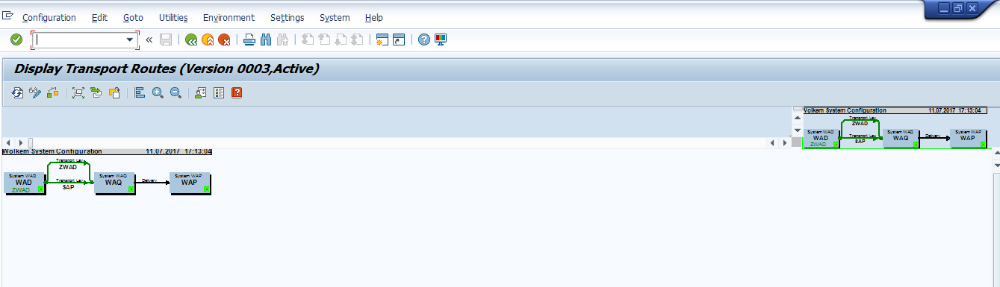 Configuration Edit Goto Utilities Environment Settings System Help
Display Transport Routes (Version 0003,Active)
Wolkem System Configuration 11.07.2017 17:13:04
Transport Lay
ZWAD
System WAD System WAQ System WAP
WAD Transport Lay WAQ Delivery WAP
ZWAD SAP
Wolkem System Configuration 11.07.2017 17:13:04
Transport Lay
ZWAD
System WAD System WAQ System WAP
WAD Transport Lay WAQ Delivery WAP
ZWAD SAP